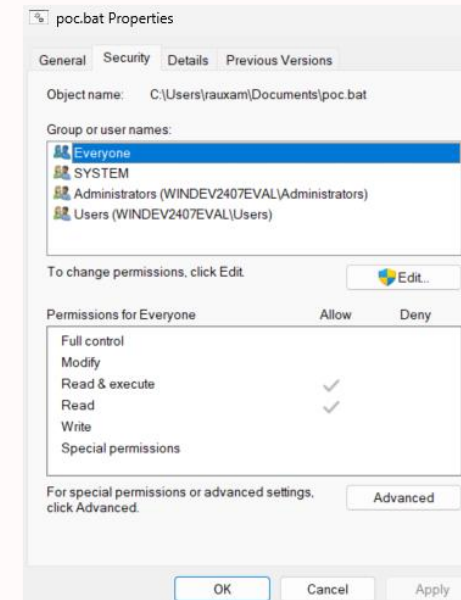 poc.bat Properties
General Security Details Previous Versions
Object name: C:\Users\rauxam\Documents\poc.bat
Group or user names:
Everyone
SYSTEM
Administrators (WINDEV2407EVAL\Administrators)
Users (WINDEV2407EVAL\Users)
To change permissions, click Edit.
Edit...
Permissions for Everyone Allow Deny
Full control
Modify
Read & execute
Read
Write
Special permissions
For special permissions or advanced settings,
click Advanced.
Advanced
OK Cancel Apply